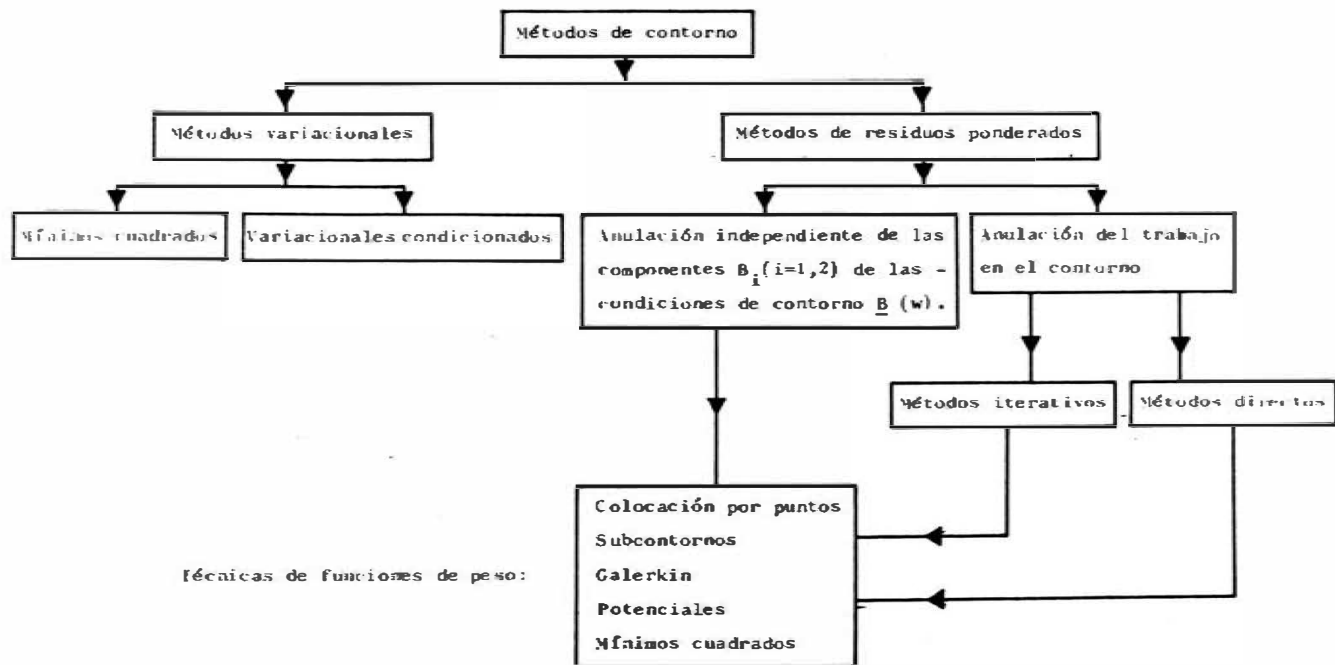 Métodos de contorno
Métodos variacionales
Métodos de residuos ponderados
Mínimos cuadrados
Variacionales condicionados
Anulación independiente de las
componentes B_i(i=1,2) de las -
condiciones de contorno B (w).
Anulación del trabajo
en el contorno
Métodos iterativos
Métodos directos
Técnicas de funciones de peso:
Colocación por puntos
Subcontornos
Galerkin
Potenciales
Mínimos cuadrados